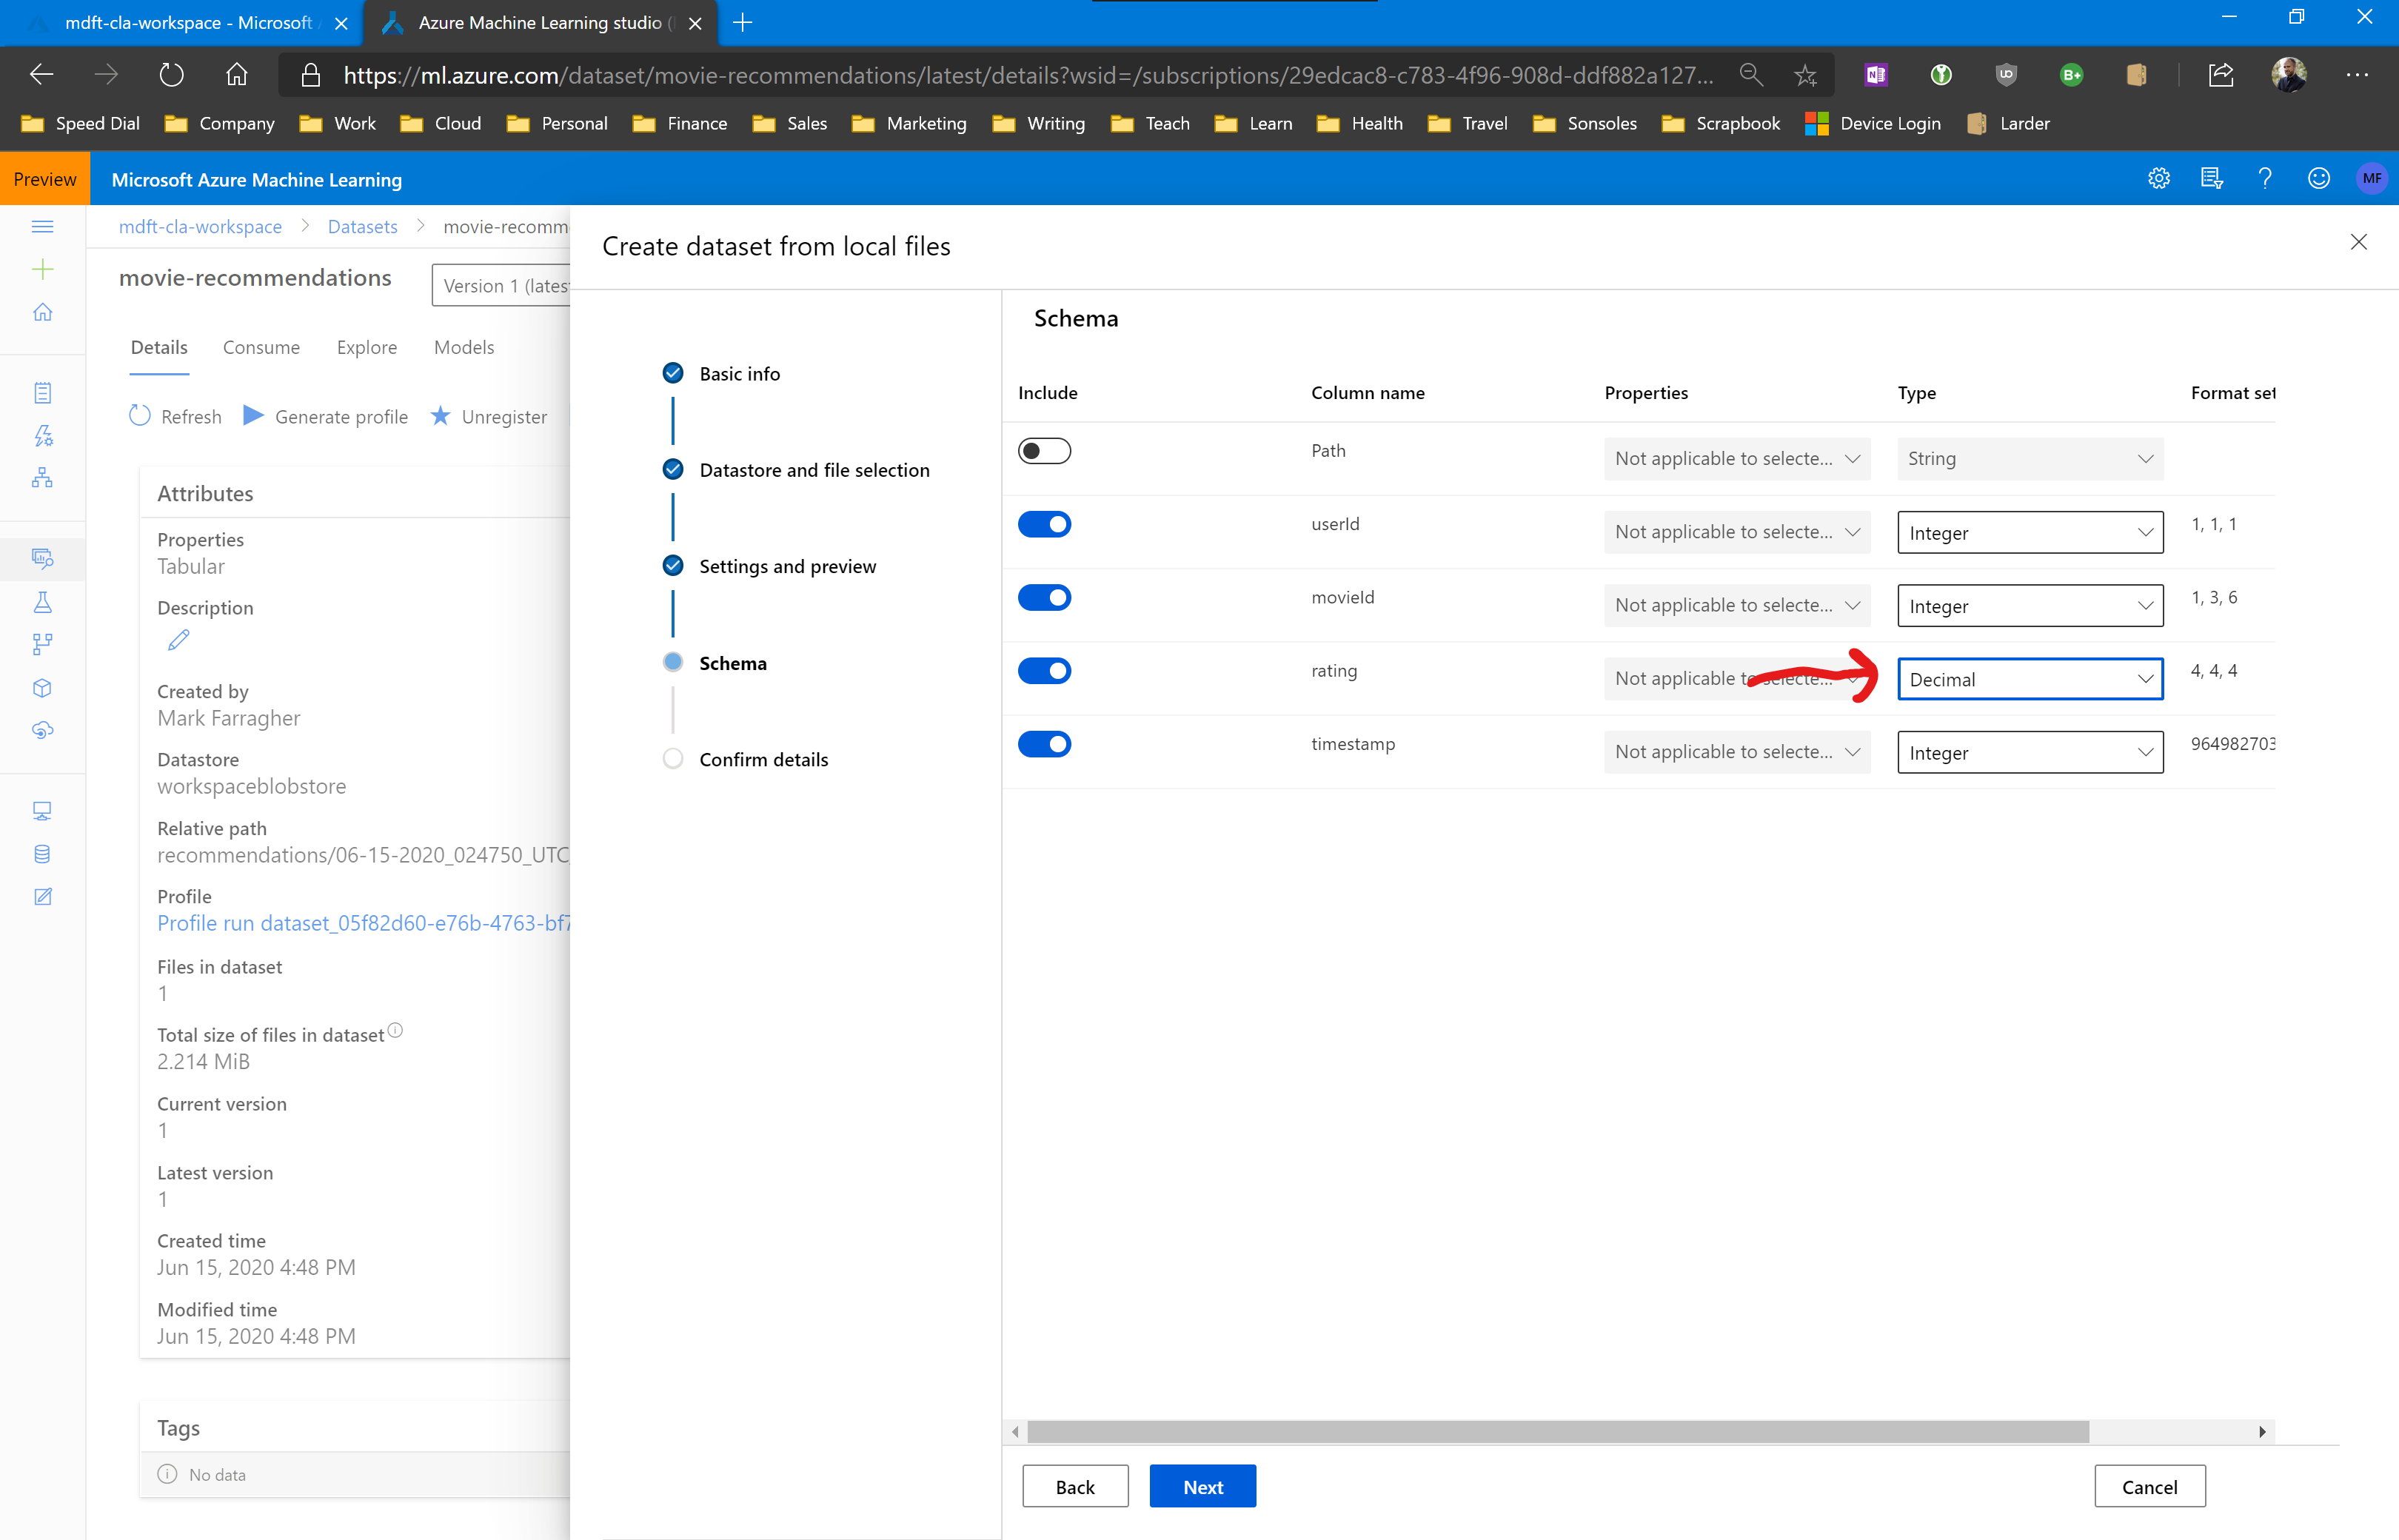 mdft-cla-workspace - Microsoft
Azure Machine Learning studio (
https://ml.azure.com/dataset/movie-recommendations/latest/details?wsid=/subscriptions/29edcac8-c783-4f96-908d-ddf882a127...
Speed Dial Company Work Cloud Personal Finance Sales Marketing Writing Teach Learn Health Travel Sonsoles Scrapbook Device Login Larder
Preview Microsoft Azure Machine Learning MF
mdft-cla-workspace > Datasets > movie-recomm
movie-recommendations Version 1 (lates
Details Consume Explore Models
Refresh Generate profile Unregister
Attributes
Properties
Tabular
Description
Created by
Mark Farragher
Datastore
workspaceblobstore
Relative path
recommendations/06-15-2020_024750_UTC
Profile
Profile run dataset_05f82d60-e76b-4763-bf7
Files in dataset
1
Total size of files in dataset
2.214 MiB
Current version
1
Latest version
1
Created time
Jun 15, 2020 4:48 PM
Modified time
Jun 15, 2020 4:48 PM
Tags
No data
Create dataset from local files
Basic info
Datastore and file selection
Settings and preview
Schema
Confirm details
Schema
Include Column name Properties Type Format set
Path Not applicable to selecte... String
userId Not applicable to selecte... Integer 1, 1, 1
movieId Not applicable to selecte... Integer 1, 3, 6
rating Not applicable to selecte... Decimal 4, 4, 4
timestamp Not applicable to selecte... Integer 964982703
Back Next Cancel